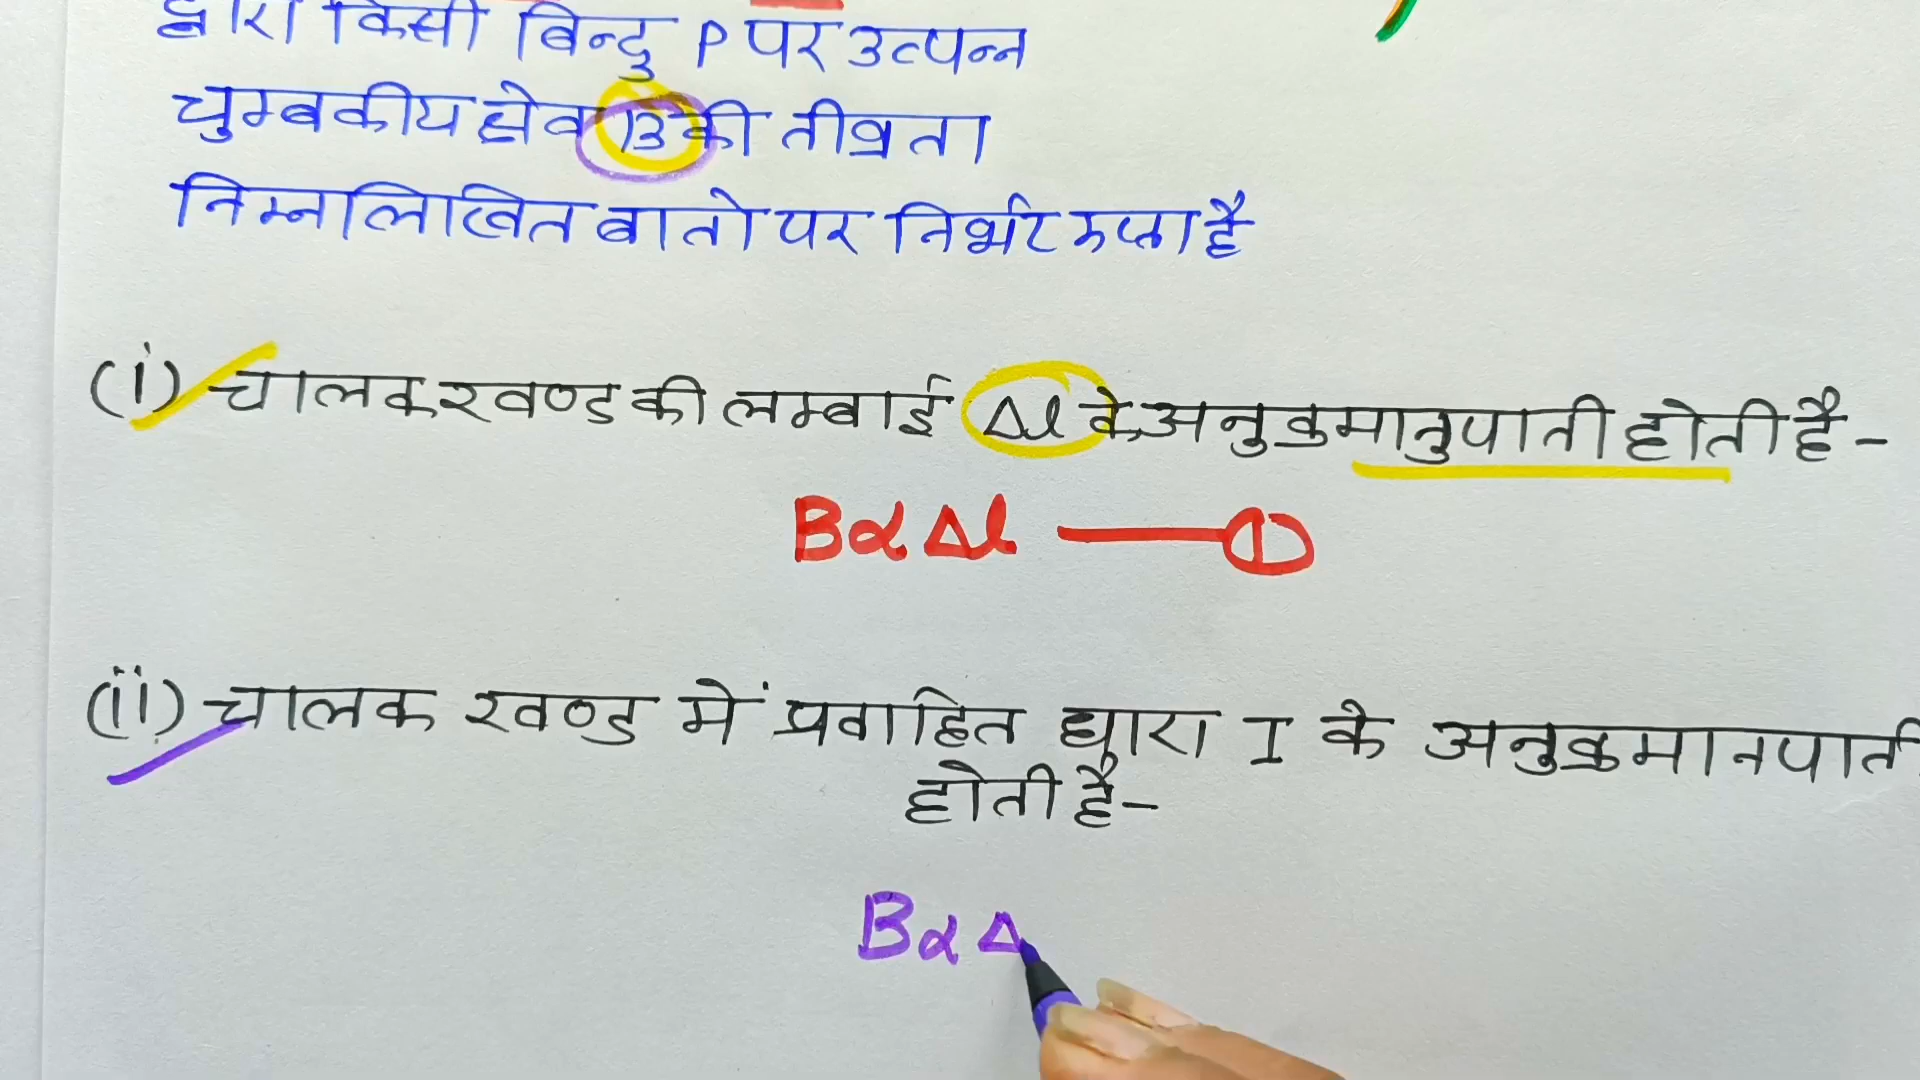 द्वारा किसी बिन्दु P पर उत्पन्न
चुम्बकीय क्षेत्र B की तीव्रता
निम्नलिखित बातो पर निर्भर करता है
(i) चालक खण्ड की लम्बाई Δl के अनुक्रमानुपाती होती है-
B α Δl —— ①
(ii) चालक खण्ड में प्रवाहित धारा I के अनुक्रमानपाती
होती है-
B α Δ